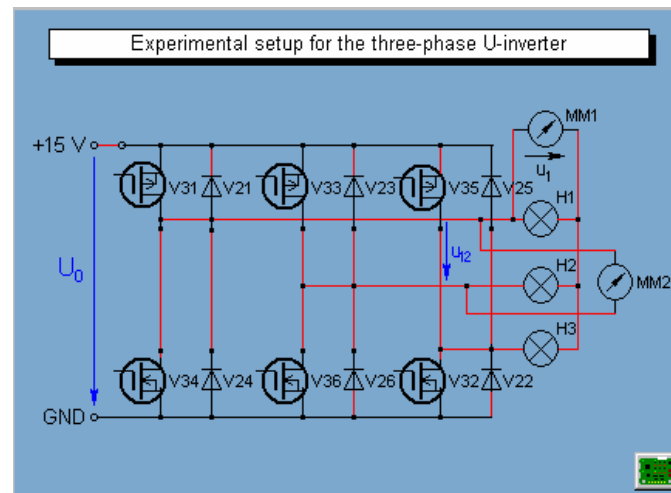 Experimental setup for the three-phase U-inverter
MM1
+15 V
u1
V31 V21 V33 V23 V35 V25
H1
U0
u12
H2
MM2
H3
V34 V24 V36 V26 V32 V22
GND